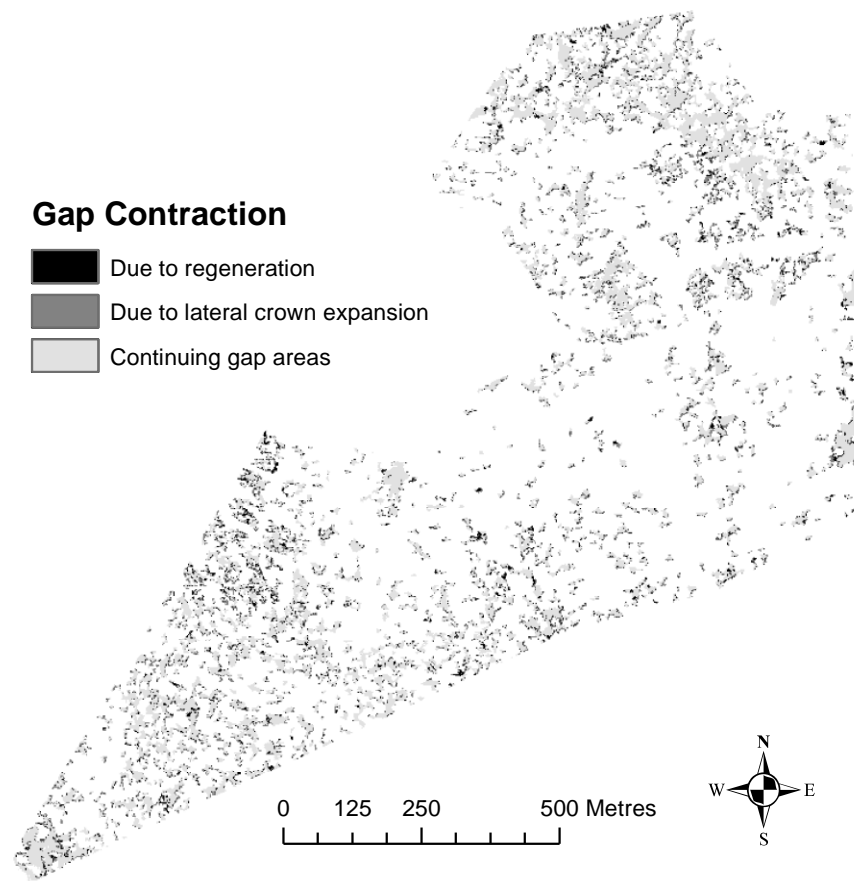 Gap Contraction
Due to regeneration
Due to lateral crown expansion
Continuing gap areas
0 125 250 500 Metres
N
W E
S